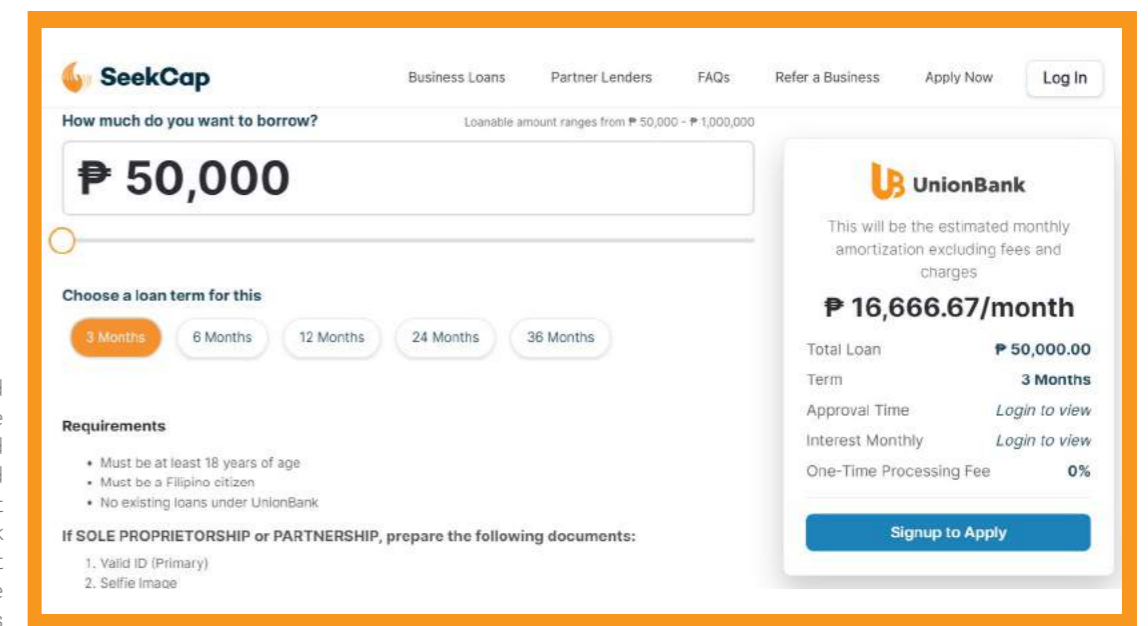 SeekCap
Business Loans
Partner Lenders
FAQs
Refer a Business
Apply Now
Log In
How much do you want to borrow?
Loanable amount ranges from ₱ 50,000 - ₱ 1,000,000
₱ 50,000
Choose a loan term for this
3 Months
6 Months
12 Months
24 Months
36 Months
Requirements
• Must be at least 18 years of age
• Must be a Filipino citizen
• No existing loans under UnionBank
If SOLE PROPRIETORSHIP or PARTNERSHIP, prepare the following documents:
1. Valid ID (Primary)
2. Selfie Image
UB UnionBank
This will be the estimated monthly
amortization excluding fees and
charges
₱ 16,666.67/month
Total Loan ₱ 50,000.00
Term 3 Months
Approval Time Login to view
Interest Monthly Login to view
One-Time Processing Fee 0%
Signup to Apply